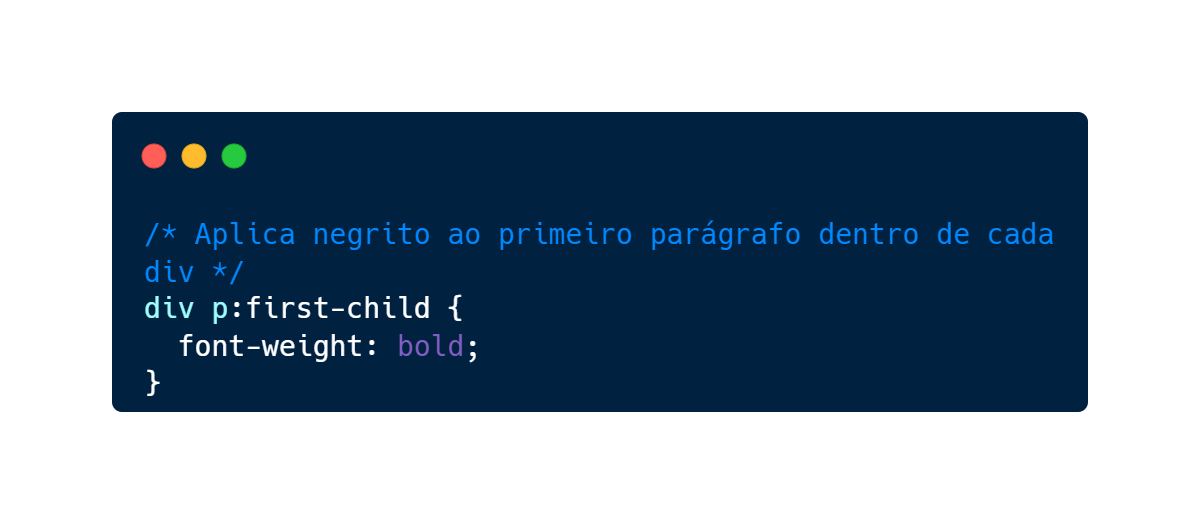 /* Aplica negrito ao primeiro parágrafo dentro de cada
div */
div p:first-child {
  font-weight: bold;
}